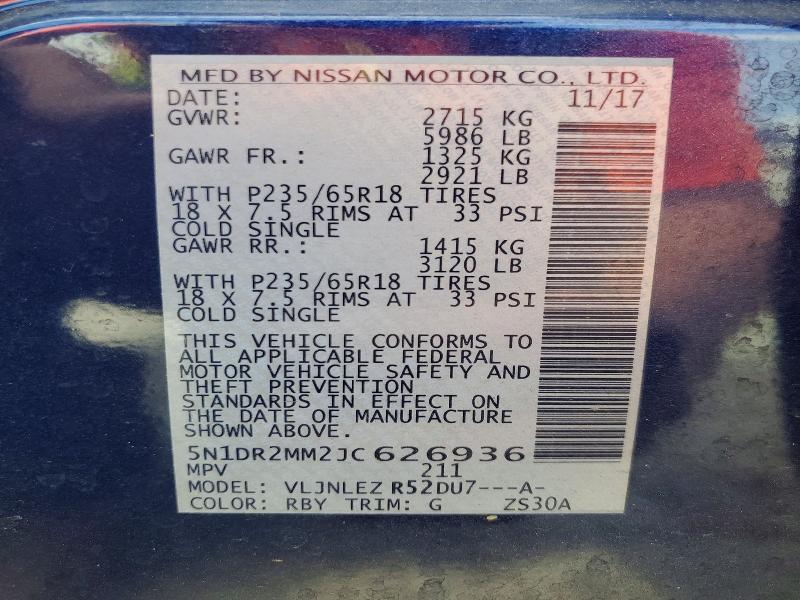 MFD BY NISSAN MOTOR CO., LTD.
DATE: 11/17
GVWR: 2715 KG
5986 LB
GAWR FR.: 1325 KG
2921 LB
WITH P235/65R18 TIRES
18 X 7.5 RIMS AT 33 PSI
COLD SINGLE
GAWR RR.: 1415 KG
3120 LB
WITH P235/65R18 TIRES
18 X 7.5 RIMS AT 33 PSI
COLD SINGLE
THIS VEHICLE CONFORMS TO
ALL APPLICABLE FEDERAL
MOTOR VEHICLE SAFETY AND
THEFT PREVENTION
STANDARDS IN EFFECT ON
THE DATE OF MANUFACTURE
SHOWN ABOVE.
5N1DR2MM2JC626936
MPV 211
MODEL: VLJNLEZ R52DU7---A-
COLOR: RBY TRIM: G ZS30A